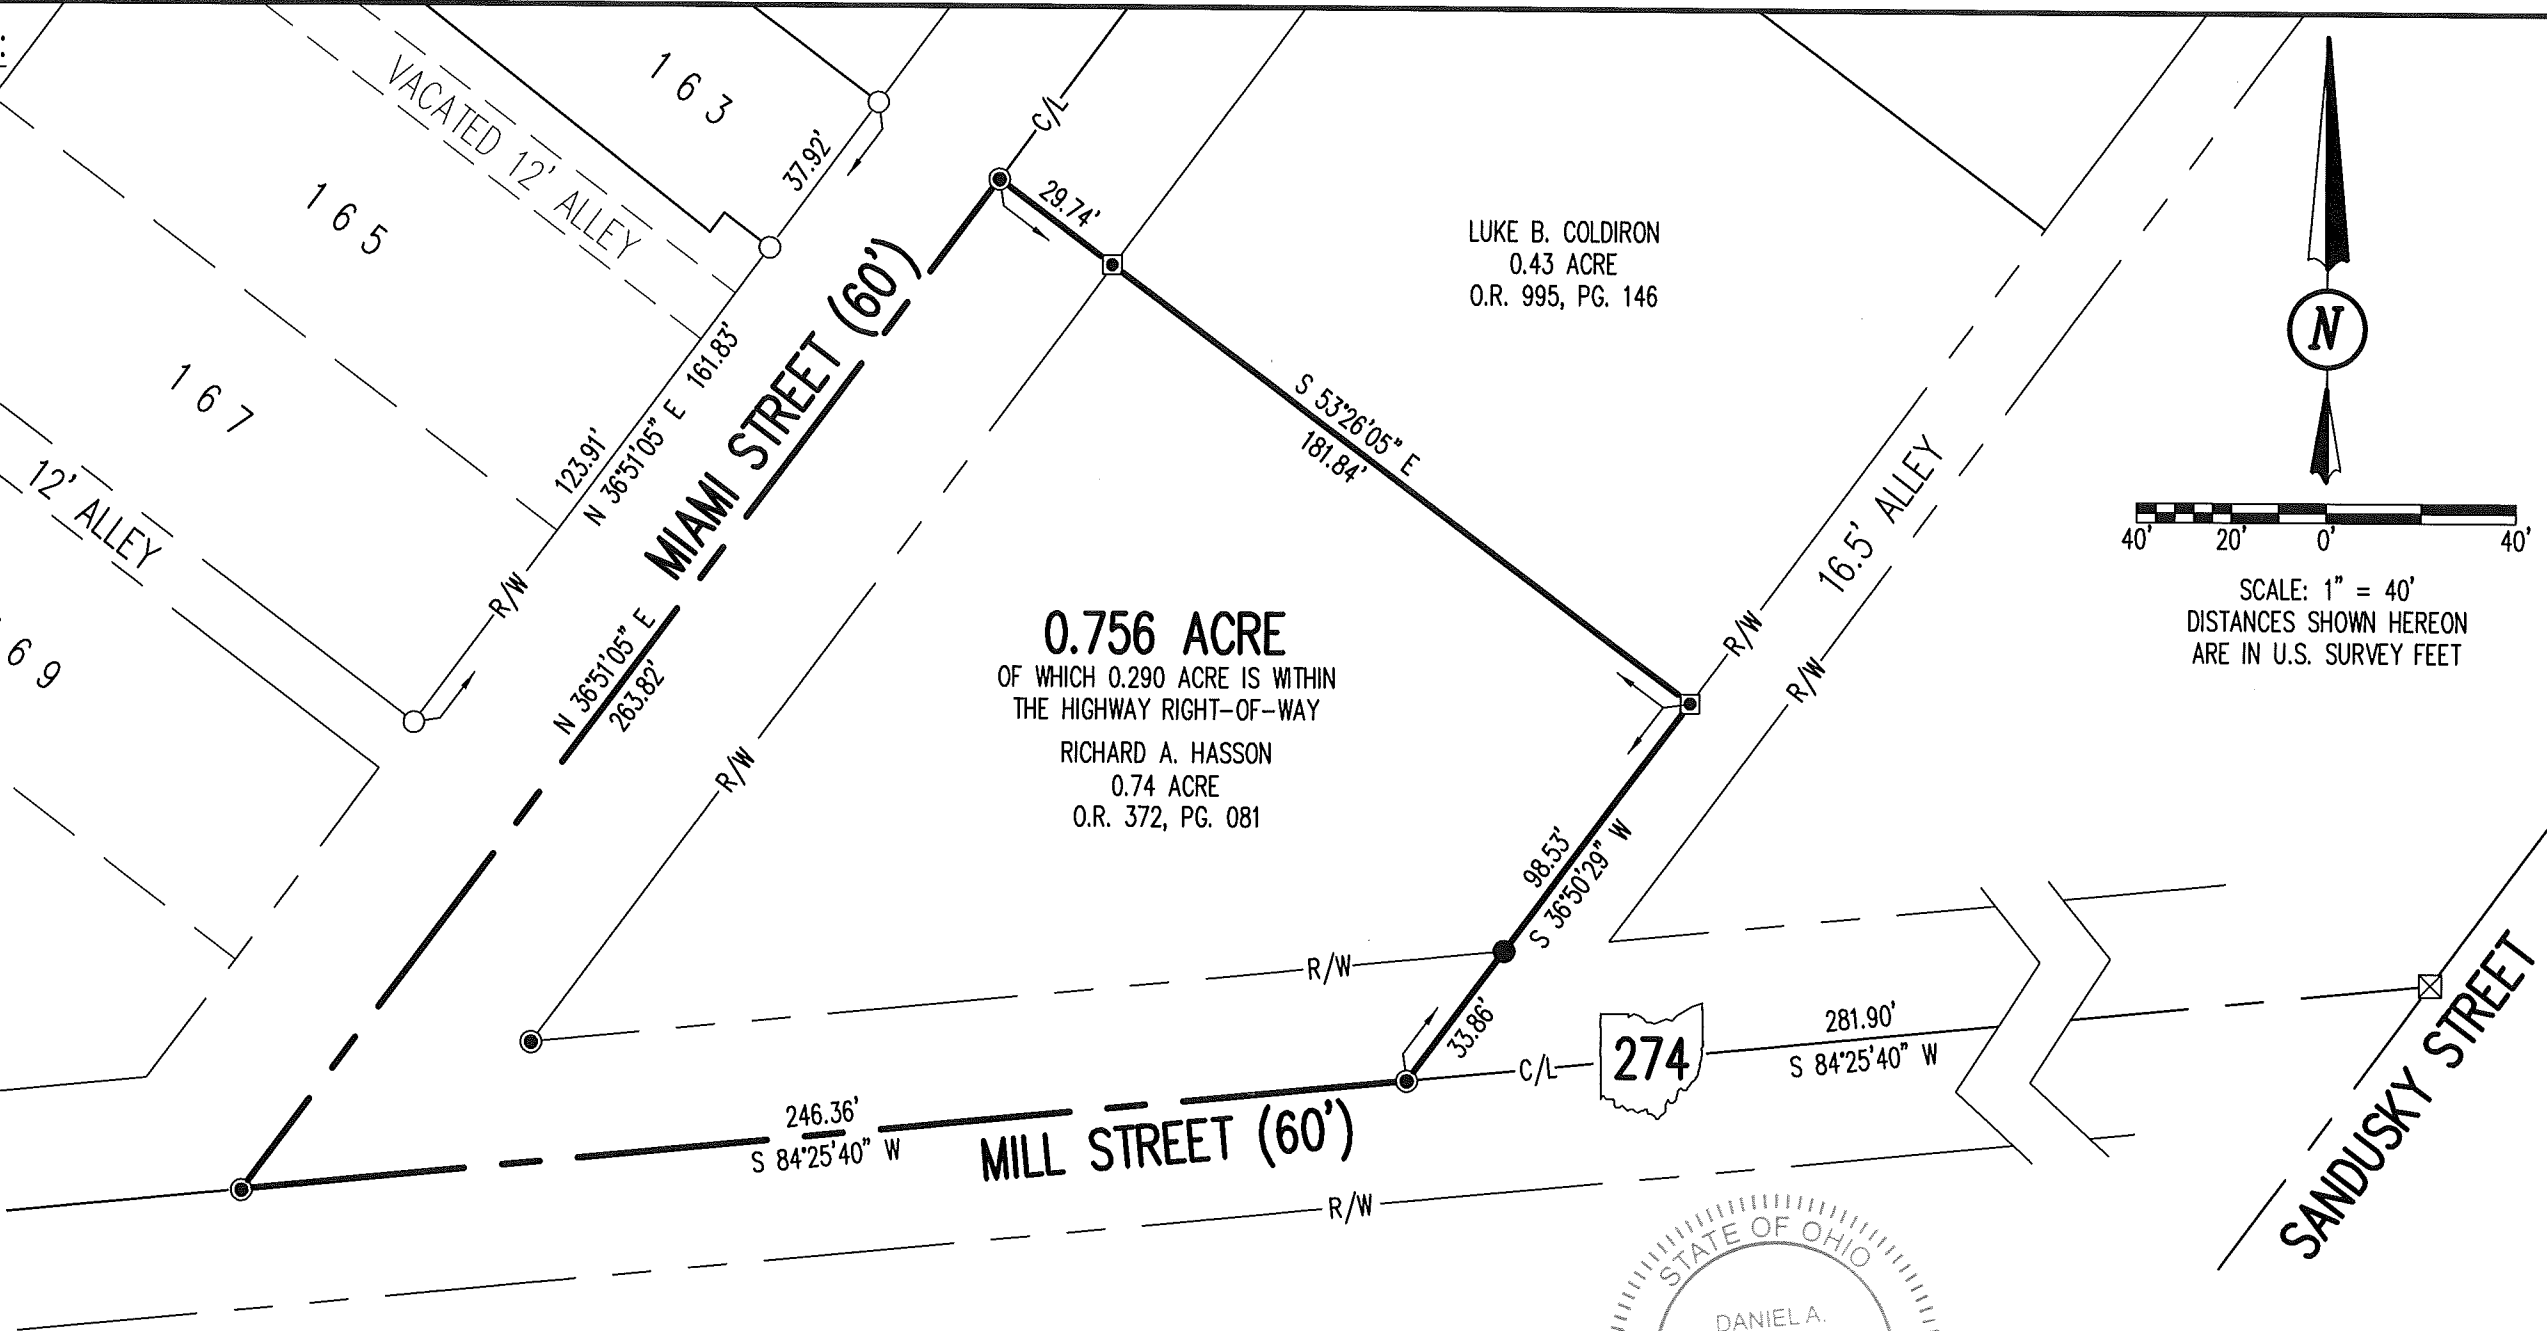 163
VACATED 12' ALLEY
165
167
12' ALLEY
69
37.92'
C/L
29.74'
LUKE B. COLDIRON
0.43 ACRE
O.R. 995, PG. 146
N
40' 20' 0' 40'
SCALE: 1" = 40'
DISTANCES SHOWN HEREON
ARE IN U.S. SURVEY FEET
MIAMI STREET (60')
123.91'
N 36°51'05" E 161.83'
R/W
N 36°51'05" E
263.82'
R/W
S 53°26'05" E
181.84'
16.5' ALLEY
R/W
R/W
0.756 ACRE
OF WHICH 0.290 ACRE IS WITHIN
THE HIGHWAY RIGHT-OF-WAY
RICHARD A. HASSON
0.74 ACRE
O.R. 372, PG. 081
98.53'
S 36°50'29" W
R/W
33.86'
C/L
274
281.90'
S 84°25'40" W
246.36'
S 84°25'40" W
MILL STREET (60')
R/W
SANDUSKY STREET
STATE OF OHIO
DANIEL A.